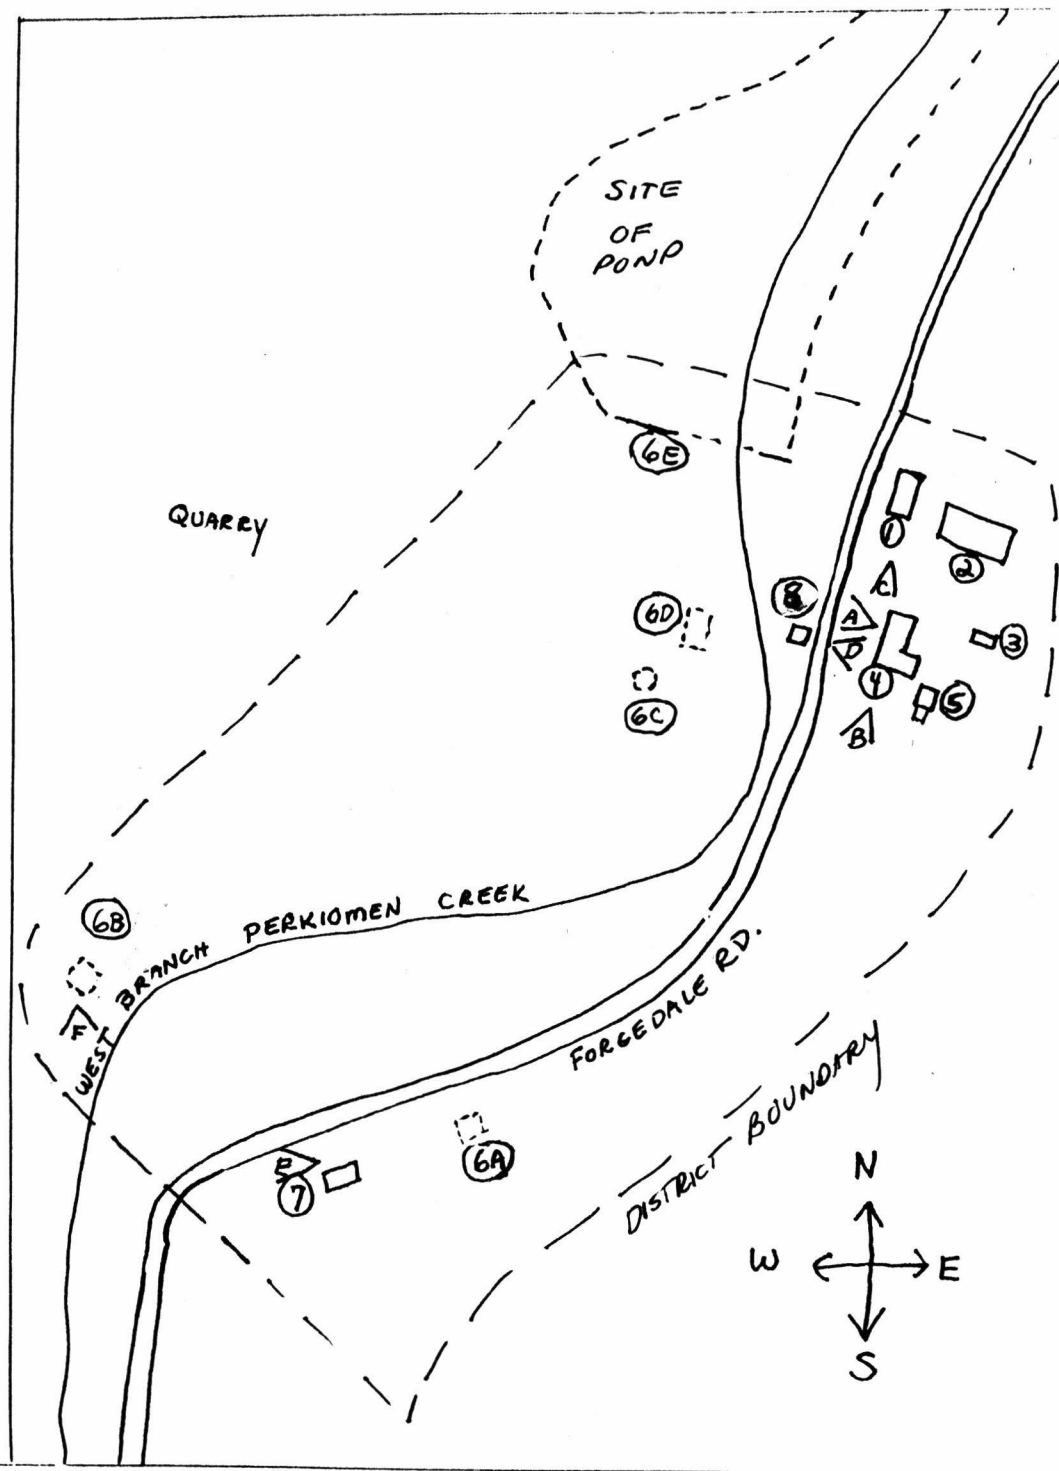 SITE
OF
POND
6E
QUARRY
1
2
C
8
6D
A
3
D
4
5
6C
B
6B
WEST BRANCH PERKIOMEN CREEK
F
FORGEDALE RD.
DISTRICT BOUNDARY
6A
E
7
N
W
E
S